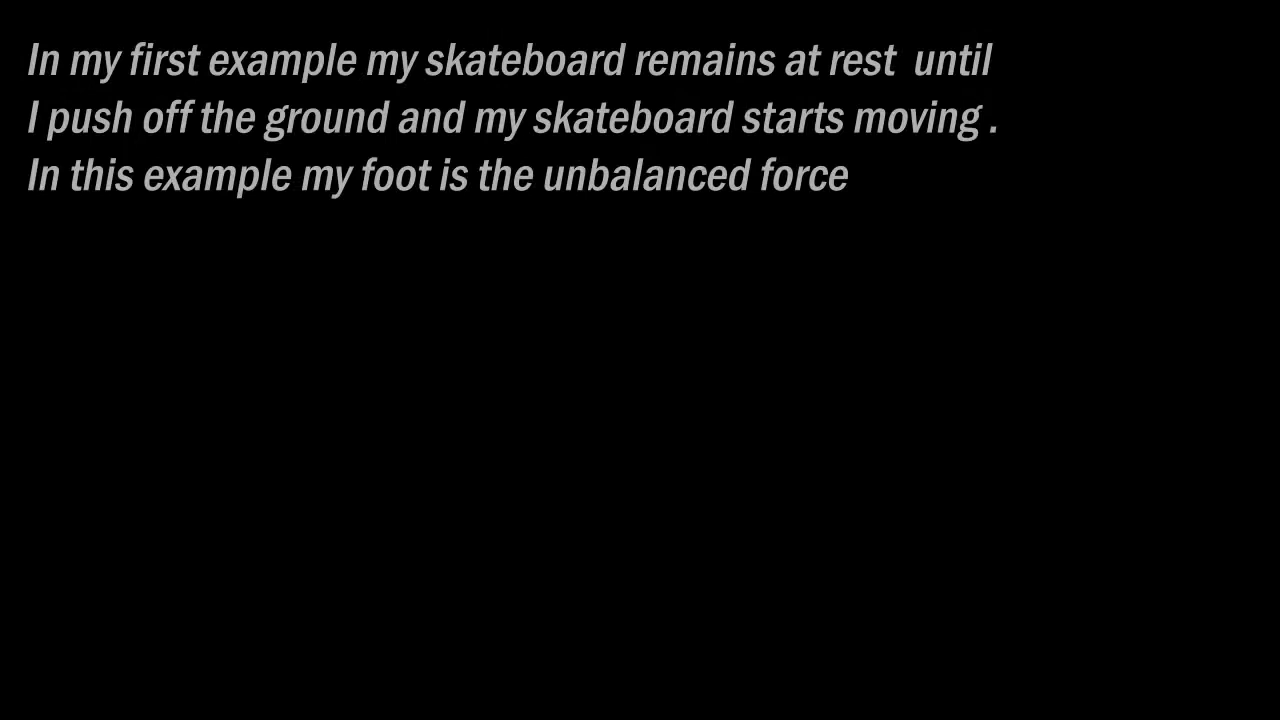 In my first example my skateboard remains at rest  until
I push off the ground and my skateboard starts moving .
In this example my foot is the unbalanced force